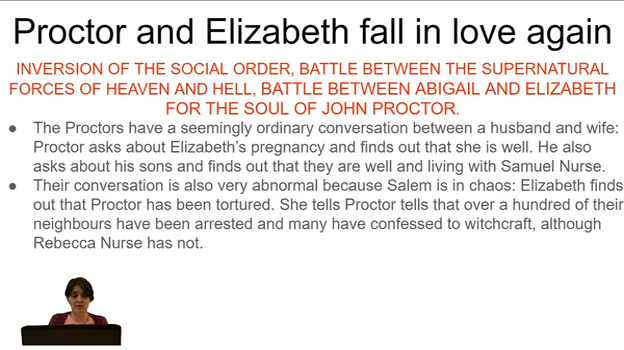 Proctor and Elizabeth fall in love again
INVERSION OF THE SOCIAL ORDER, BATTLE BETWEEN THE SUPERNATURAL
FORCES OF HEAVEN AND HELL, BATTLE BETWEEN ABIGAIL AND ELIZABETH
FOR THE SOUL OF JOHN PROCTOR.
● The Proctors have a seemingly ordinary conversation between a husband and wife:
Proctor asks about Elizabeth's pregnancy and finds out that she is well. He also
asks about his sons and finds out that they are well and living with Samuel Nurse.
● Their conversation is also very abnormal because Salem is in chaos: Elizabeth finds
out that Proctor has been tortured. She tells Proctor tells that over a hundred of their
neighbours have been arrested and many have confessed to witchcraft, although
Rebecca Nurse has not.